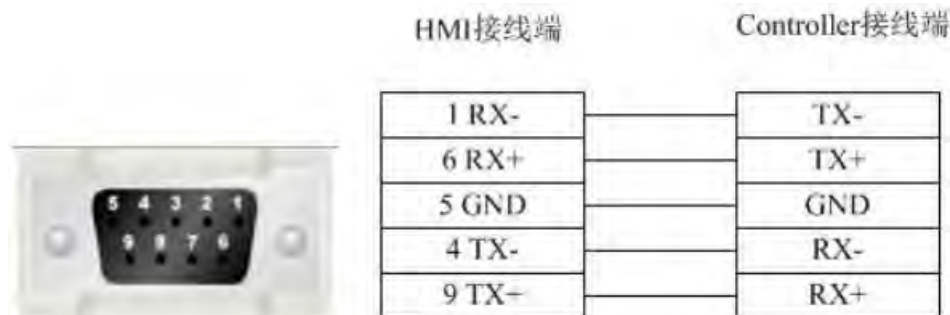 HMI接线端 Controller接线端
5 4 3 2 1
9 8 7 6
1 RX- TX-
6 RX+ TX+
5 GND GND
4 TX- RX-
9 TX+ RX+